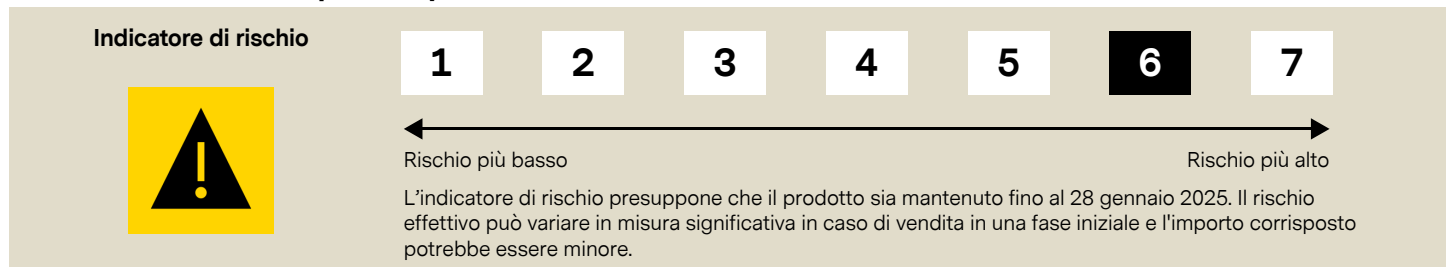 Indicatore di rischio
1 2 3 4 5 6 7
Rischio più basso
Rischio più alto
L'indicatore di rischio presuppone che il prodotto sia mantenuto fino al 28 gennaio 2025. Il rischio
effettivo può variare in misura significativa in caso di vendita in una fase iniziale e l'importo corrisposto
potrebbe essere minore.